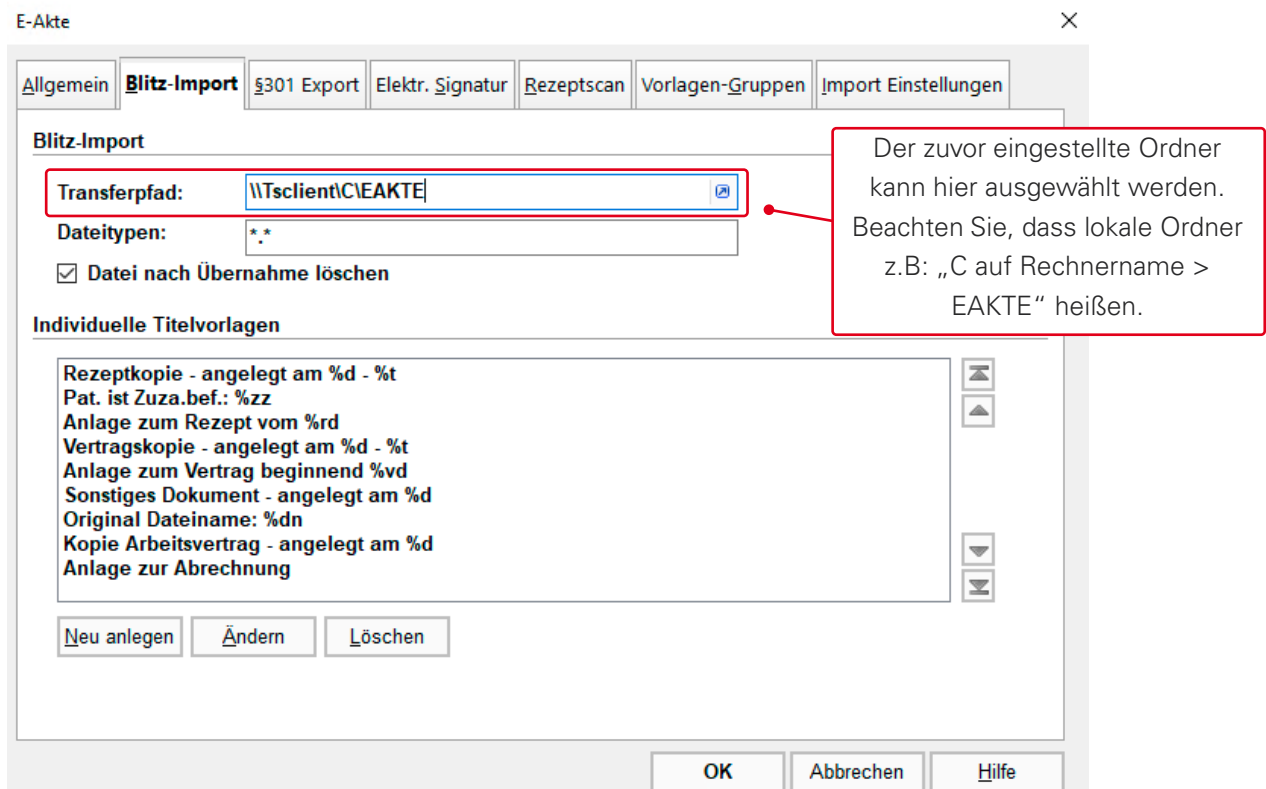 E-Akte
Allgemein Blitz-Import §301 Export Elektr. Signatur Rezeptscan Vorlagen-Gruppen Import Einstellungen
Blitz-Import
Transferpfad: \\Tsclient\C\EAKTE
Dateitypen: *.*
Datei nach Übernahme löschen
Der zuvor eingestellte Ordner
kann hier ausgewählt werden.
Beachten Sie, dass lokale Ordner
z.B: „C auf Rechnername >
EAKTE“ heißen.
Individuelle Titelvorlagen
Rezeptkopie - angelegt am %d - %t
Pat. ist Zuza.bef.: %zz
Anlage zum Rezept vom %rd
Vertragskopie - angelegt am %d - %t
Anlage zum Vertrag beginnend %vd
Sonstiges Dokument - angelegt am %d
Original Dateiname: %dn
Kopie Arbeitsvertrag - angelegt am %d
Anlage zur Abrechnung
Neu anlegen Ändern Löschen
OK Abbrechen Hilfe